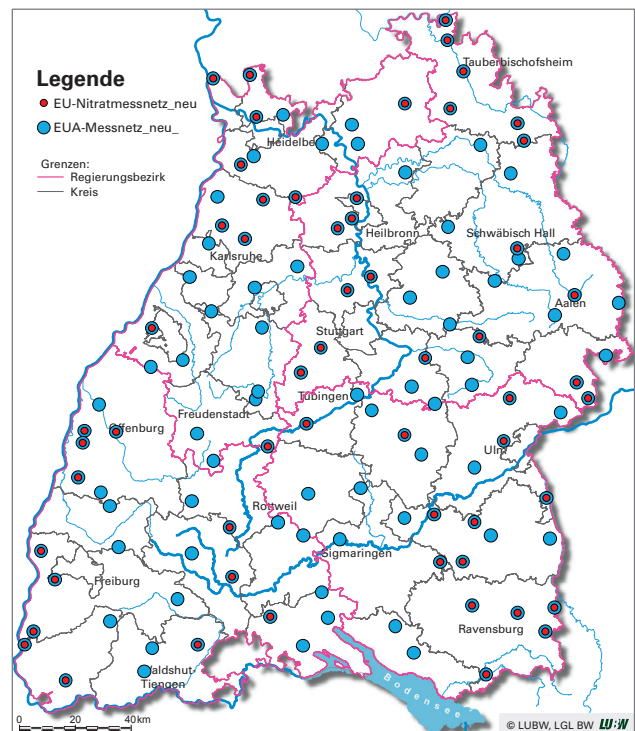 Legende
EU-Nitratmessnetz_neu
EUA-Messnetz_neu_
Grenzen:
Regierungsbezirk
Kreis
Tauberbischofsheim
Heidelbe
Heilbronn
Schwäbisch Hall
Karlsruhe
Aalen
Stuttgart
Tübingen
Freudenstadt
Offenburg
Ulm
Rottweil
Sigmaringen
Freiburg
Ravensburg
Waldshut-
Tiengen
Bodensee
0 20 40km
© LUBW, LGL BW LUBW